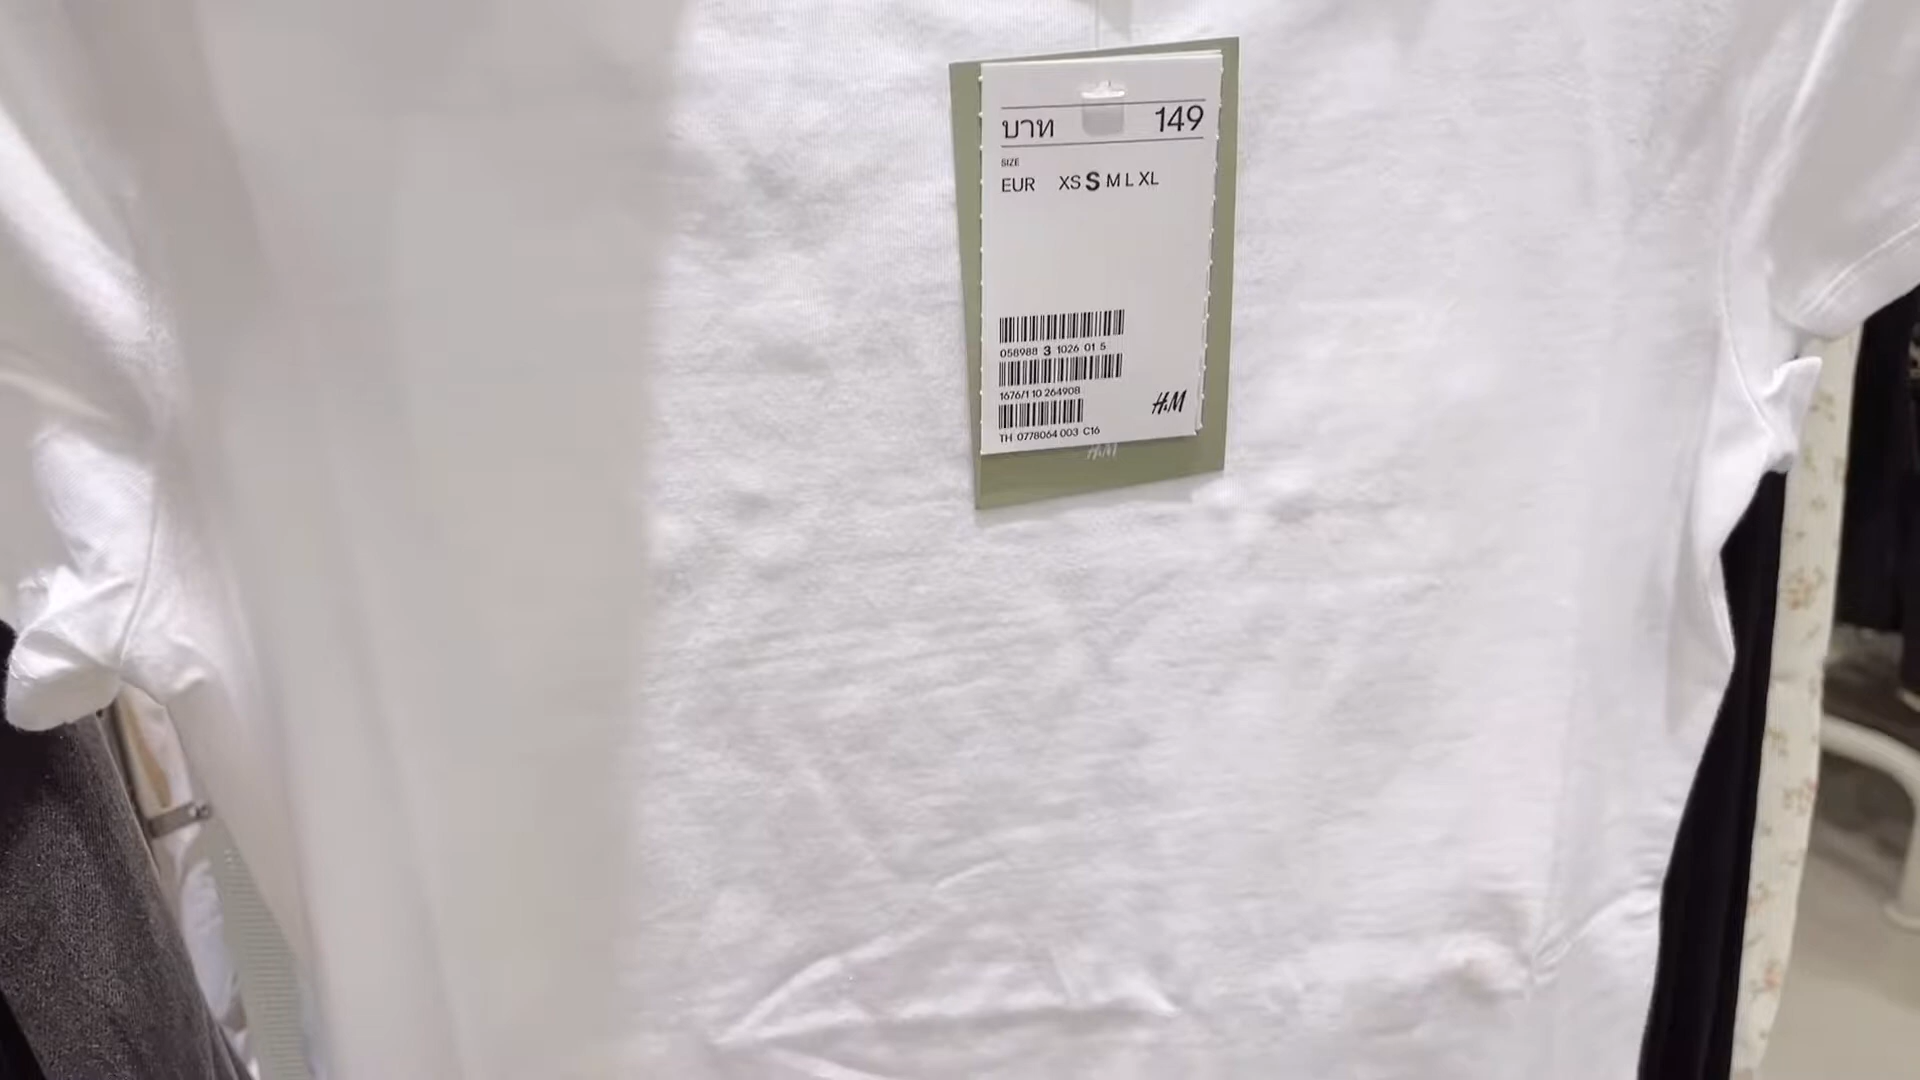 บาท 149
SIZE
EUR XS S M L XL
058988 3 1026 01 5
1676/1 10 264908
H&M
TH 0778064 003 C16
H&M